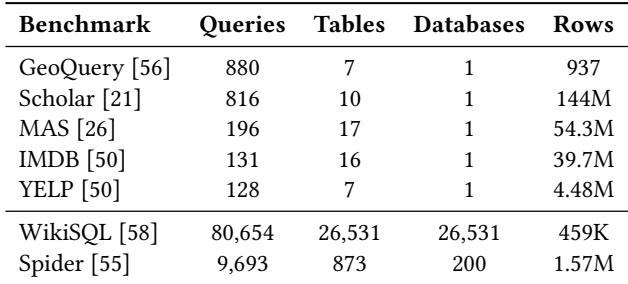 Benchmark Queries Tables Databases Rows
GeoQuery [56] 880 7 1 937
Scholar [21] 816 10 1 144M
MAS [26] 196 17 1 54.3M
IMDB [50] 131 16 1 39.7M
YELP [50] 128 7 1 4.48M
WikiSQL [58] 80,654 26,531 26,531 459K
Spider [55] 9,693 873 200 1.57M